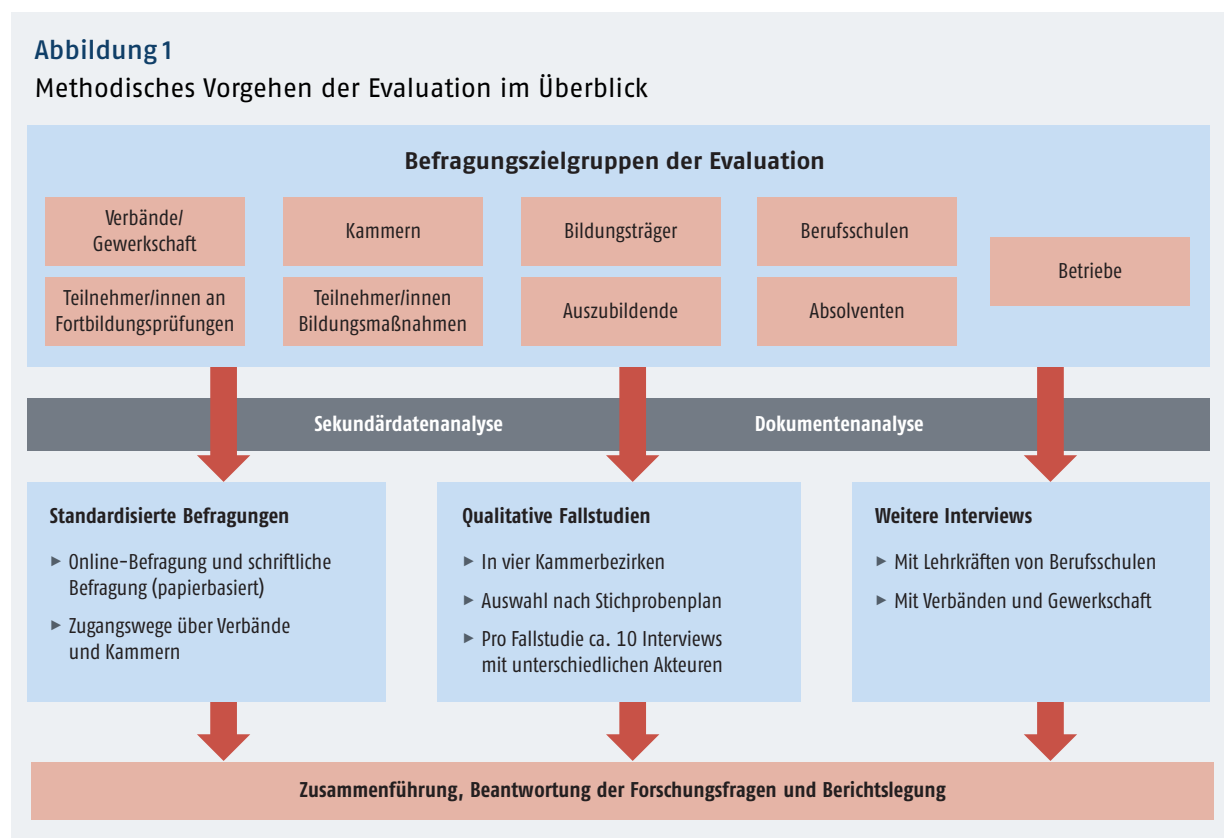 Abbildung 1
Methodisches Vorgehen der Evaluation im Überblick
Befragungszielgruppen der Evaluation
Verbände/
Gewerkschaft
Kammern
Bildungsträger
Berufsschulen
Betriebe
Teilnehmer/innen an
Fortbildungsprüfungen
Teilnehmer/innen
Bildungsmaßnahmen
Auszubildende
Absolventen
Sekundärdatenanalyse
Dokumentenanalyse
Standardisierte Befragungen
▸ Online-Befragung und schriftliche
Befragung (papierbasiert)
▸ Zugangswege über Verbände
und Kammern
Qualitative Fallstudien
▸ In vier Kammerbezirken
▸ Auswahl nach Stichprobenplan
▸ Pro Fallstudie ca. 10 Interviews
mit unterschiedlichen Akteuren
Weitere Interviews
▸ Mit Lehrkräften von Berufsschulen
▸ Mit Verbänden und Gewerkschaft
Zusammenführung, Beantwortung der Forschungsfragen und Berichtslegung